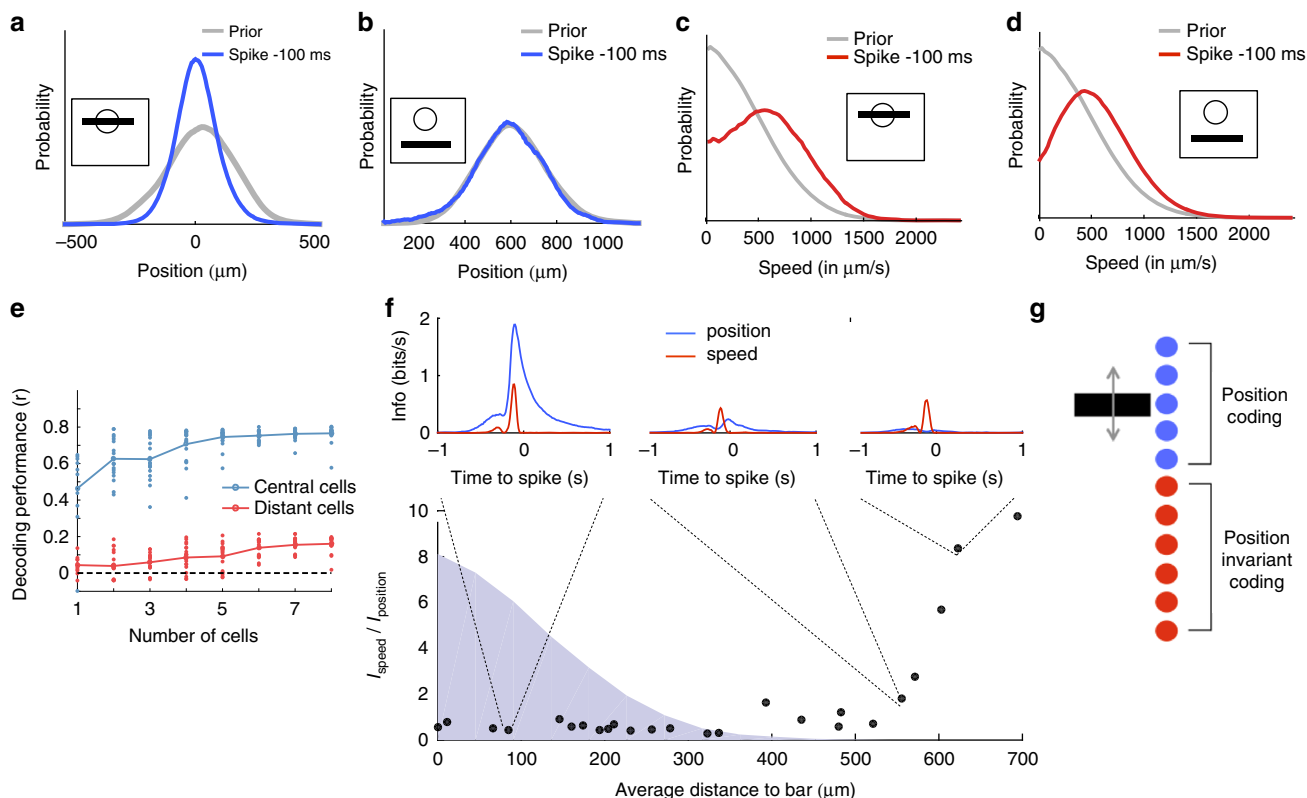 a
Prior
Spike -100 ms
Probability
−500
0
500
Position (μm)
b
Prior
Spike -100 ms
Probability
200
400
600
800
1000
Position (μm)
c
Prior
Spike -100 ms
Probability
0
500
1000
1500
2000
Speed (in μm/s)
d
Prior
Spike -100 ms
Probability
0
500
1000
1500
2000
Speed (in μm/s)
e
Decoding performance (r)
0.8
0.6
0.4
0.2
0
1
3
5
7
Number of cells
Central cells
Distant cells
f
Info (bits/s)
2
1
0
position
speed
−1
0
1
Time to spike (s)
−1
0
1
Time to spike (s)
−1
0
1
Time to spike (s)
Ispeed / Iposition
10
8
6
4
2
0
0
100
200
300
400
500
600
700
Average distance to bar (μm)
g
Position
coding
Position
invariant
coding